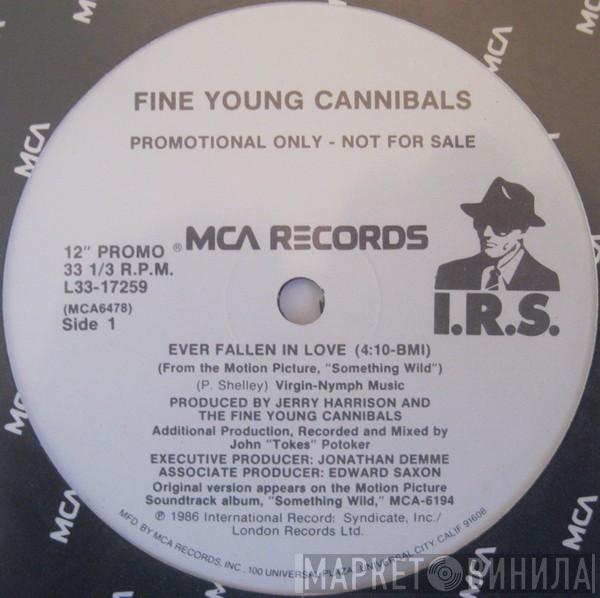 FINE YOUNG CANNIBALS
PROMOTIONAL ONLY - NOT FOR SALE
® MCA RECORDS
12" PROMO
33 1/3 R.P.M.
L33-17259
(MCA6478)
Side 1
I.R.S.
EVER FALLEN IN LOVE (4:10-BMI)
(From the Motion Picture, "Something Wild")
(P. Shelley) Virgin-Nymph Music
PRODUCED BY JERRY HARRISON AND
THE FINE YOUNG CANNIBALS
Additional Production, Recorded and Mixed by
John "Tokes" Potoker
EXECUTIVE PRODUCER: JONATHAN DEMME
ASSOCIATE PRODUCER: EDWARD SAXON
Original version appears on the Motion Picture
Soundtrack album, "Something Wild," MCA-6194
℗ 1986 International Record: Syndicate, Inc./
London Records Ltd.
MFD. BY MCA RECORDS, INC., 100 UNIVERSAL PLAZA, UNIVERSAL CITY, CALIF. 91608
MCA
MCA
MCA
MCA
MCA
МАРКЕТ ВИНИЛА